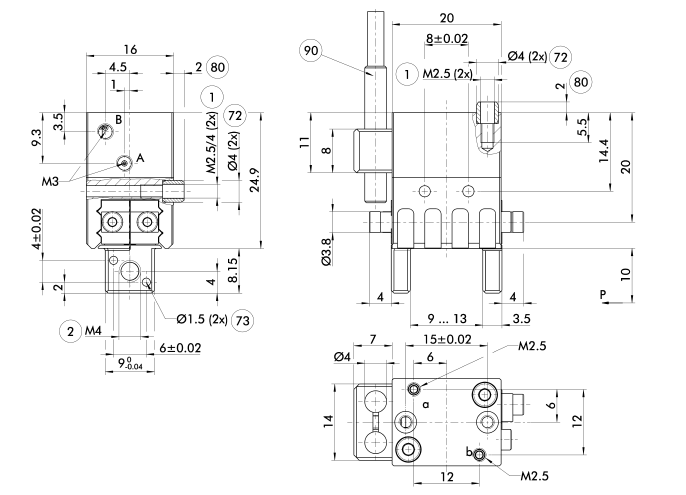 16
4.5
2 80
1
1
72
3.5
9.3
B
A
M3
M2.5/4 (2x)
Ø4 (2x)
24.9
4±0.02
2
4
8.15
Ø1.5 (2x) 73
2 M4
6±0.02
9 0 -0.04
20
90
8±0.02
Ø4 (2x) 72
1 M2.5 (2x)
80
2
11
8
5.5
14.4
20
Ø3.8
10
4
4
P
9 ... 13
3.5
7
15±0.02
Ø4
6
M2.5
a
14
6
12
b
12
M2.5